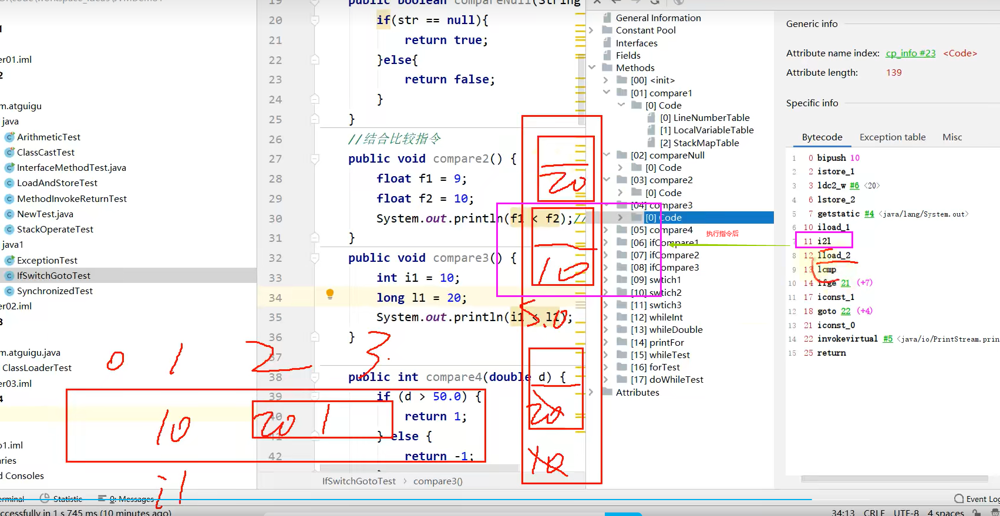 19 public boolean compareNull(String
20 if(str == null){
21 return true;
22 }else{
23 return false;
24 }
25 }
26 //结合比较指令
27 public void compare2() {
28 float f1 = 9;
29 float f2 = 10;
30 System.out.println(f1 < f2);//
31 }
32 public void compare3() {
33 int i1 = 10;
34 long l1 = 20;
35 System.out.println(i1 < l1);
36 }
37
38 public int compare4(double d) {
39 if (d > 50.0) {
40 return 1;
41 } else {
42 return -1;
IfSwitchGotoTest > compare3()
er01.iml
2
m.atguigu
java
ArithmeticTest
ClassCastTest
InterfaceMethodTest.java
LoadAndStoreTest
MethodInvokeReturnTest
NewTest.java
StackOperateTest
java1
ExceptionTest
IfSwitchGotoTest
SynchronizedTest
er02.iml
3
m.atguigu.java
ClassLoaderTest
er03.iml
4
o1.iml
raries
d Consoles
General Information
Constant Pool
Interfaces
Fields
Methods
[00] <init>
[01] compare1
[0] Code
[0] LineNumberTable
[1] LocalVariableTable
[2] StackMapTable
[02] compareNull
[0] Code
[03] compare2
[0] Code
[04] compare3
[0] Code
[05] compare4
[06] ifCompare1
[07] ifCompare2
[08] ifCompare3
[09] swtich1
[10] swtich2
[11] swtich3
[12] whileInt
[13] whileDouble
[14] printFor
[15] whileTest
[16] forTest
[17] doWhileTest
Attributes
执行指令后
Generic info
Attribute name index: cp_info #23 <Code>
Attribute length: 139
Specific info
Bytecode Exception table Misc
1 0 bipush 10
2 2 istore_1
3 3 ldc2_w #6 <20>
4 6 lstore_2
5 7 getstatic #4 <java/lang/System.out>
6 10 iload_1
7 11 i2l
8 12 lload_2
9 13 lcmp
10 14 ifge 21 (+7)
11 17 iconst_1
12 18 goto 22 (+4)
13 21 iconst_0
14 22 invokevirtual #5 <java/io/PrintStream.prin
15 25 return
20
10
5.0
20
10
0 1 2 3
10 20 1
i1
erminal Statistic 0: Messages Event Log
ccessfully in 1 s 745 ms (10 minutes ago) 34:13 CRLF UTF-8 4 spaces